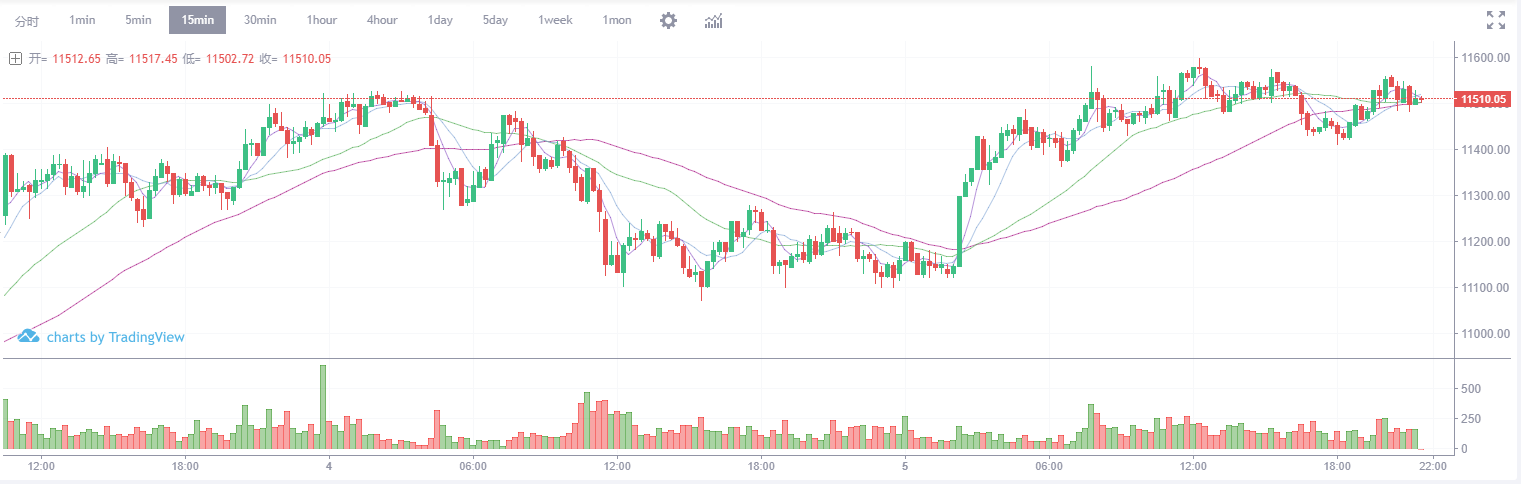 分时 1min 5min 15min 30min 1hour 4hour 1day 5day 1week 1mon
开= 11512.65 高= 11517.45 低= 11502.72 收= 11510.05
11600.00
11510.05
11400.00
11300.00
11200.00
11100.00
11000.00
charts by TradingView
500
250
0
12:00 18:00 4 06:00 12:00 18:00 5 06:00 12:00 18:00 22:00